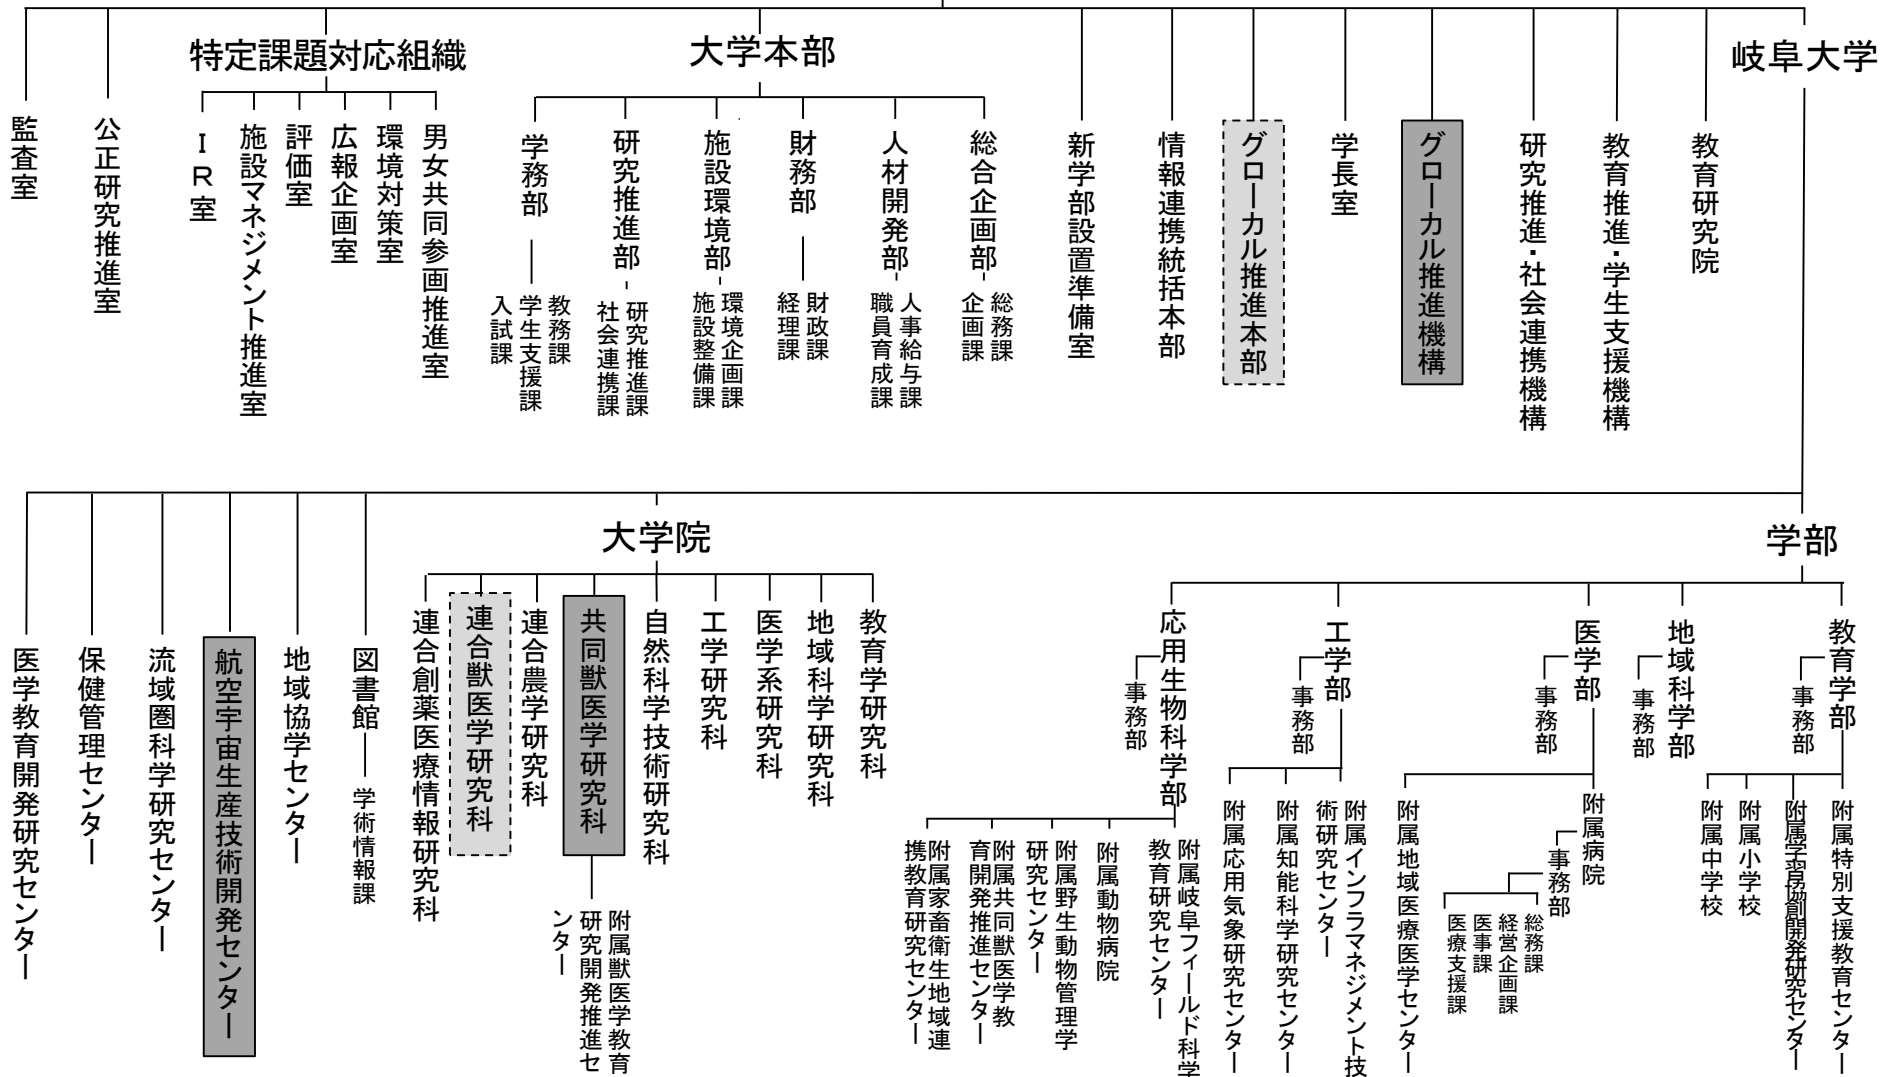 岐阜大学
教育研究院
教育推進・学生支援機構
研究推進・社会連携機構
グローカル推進機構
学長室
グローカル推進本部
情報連携統括本部
新学部設置準備室
大学本部
総合企画部
総務課
企画課
人材開発部
人事給与課
職員育成課
財務部
財政課
経理課
施設環境部
環境企画課
施設整備課
研究推進部
研究推進課
社会連携課
学務部
教務課
学生支援課
入試課
特定課題対応組織
男女共同参画推進室
環境対策室
広報企画室
評価室
施設マネジメント推進室
ＩＲ室
公正研究推進室
監査室
学部
教育学部
事務部
附属特別支援教育センター
附属小学校
附属中学校
地域科学部
事務部
医学部
事務部
附属病院
事務部
総務課
経営企画課
医事課
医療支援課
附属地域医療医学センター
工学部
事務部
附属インフラマネジメント技
術研究センター
附属知能科学研究センター
附属応用気象研究センター
応用生物科学部
事務部
附属岐阜フィールド科学
教育研究センター
附属動物病院
附属野生動物管理学
研究センター
附属共同獣医学教
育開発推進センター
附属家畜衛生地域連
携教育研究センター
大学院
教育学研究科
地域科学研究科
医学系研究科
工学研究科
自然科学技術研究科
共同獣医学研究科
附属獣医学教育
研究開発推進セ
ンター
連合農学研究科
連合獣医学研究科
連合創薬医療情報研究科
図書館
学術情報課
地域協学センター
航空宇宙生産技術開発センター
流域圏科学研究センター
保健管理センター
医学教育開発研究センター